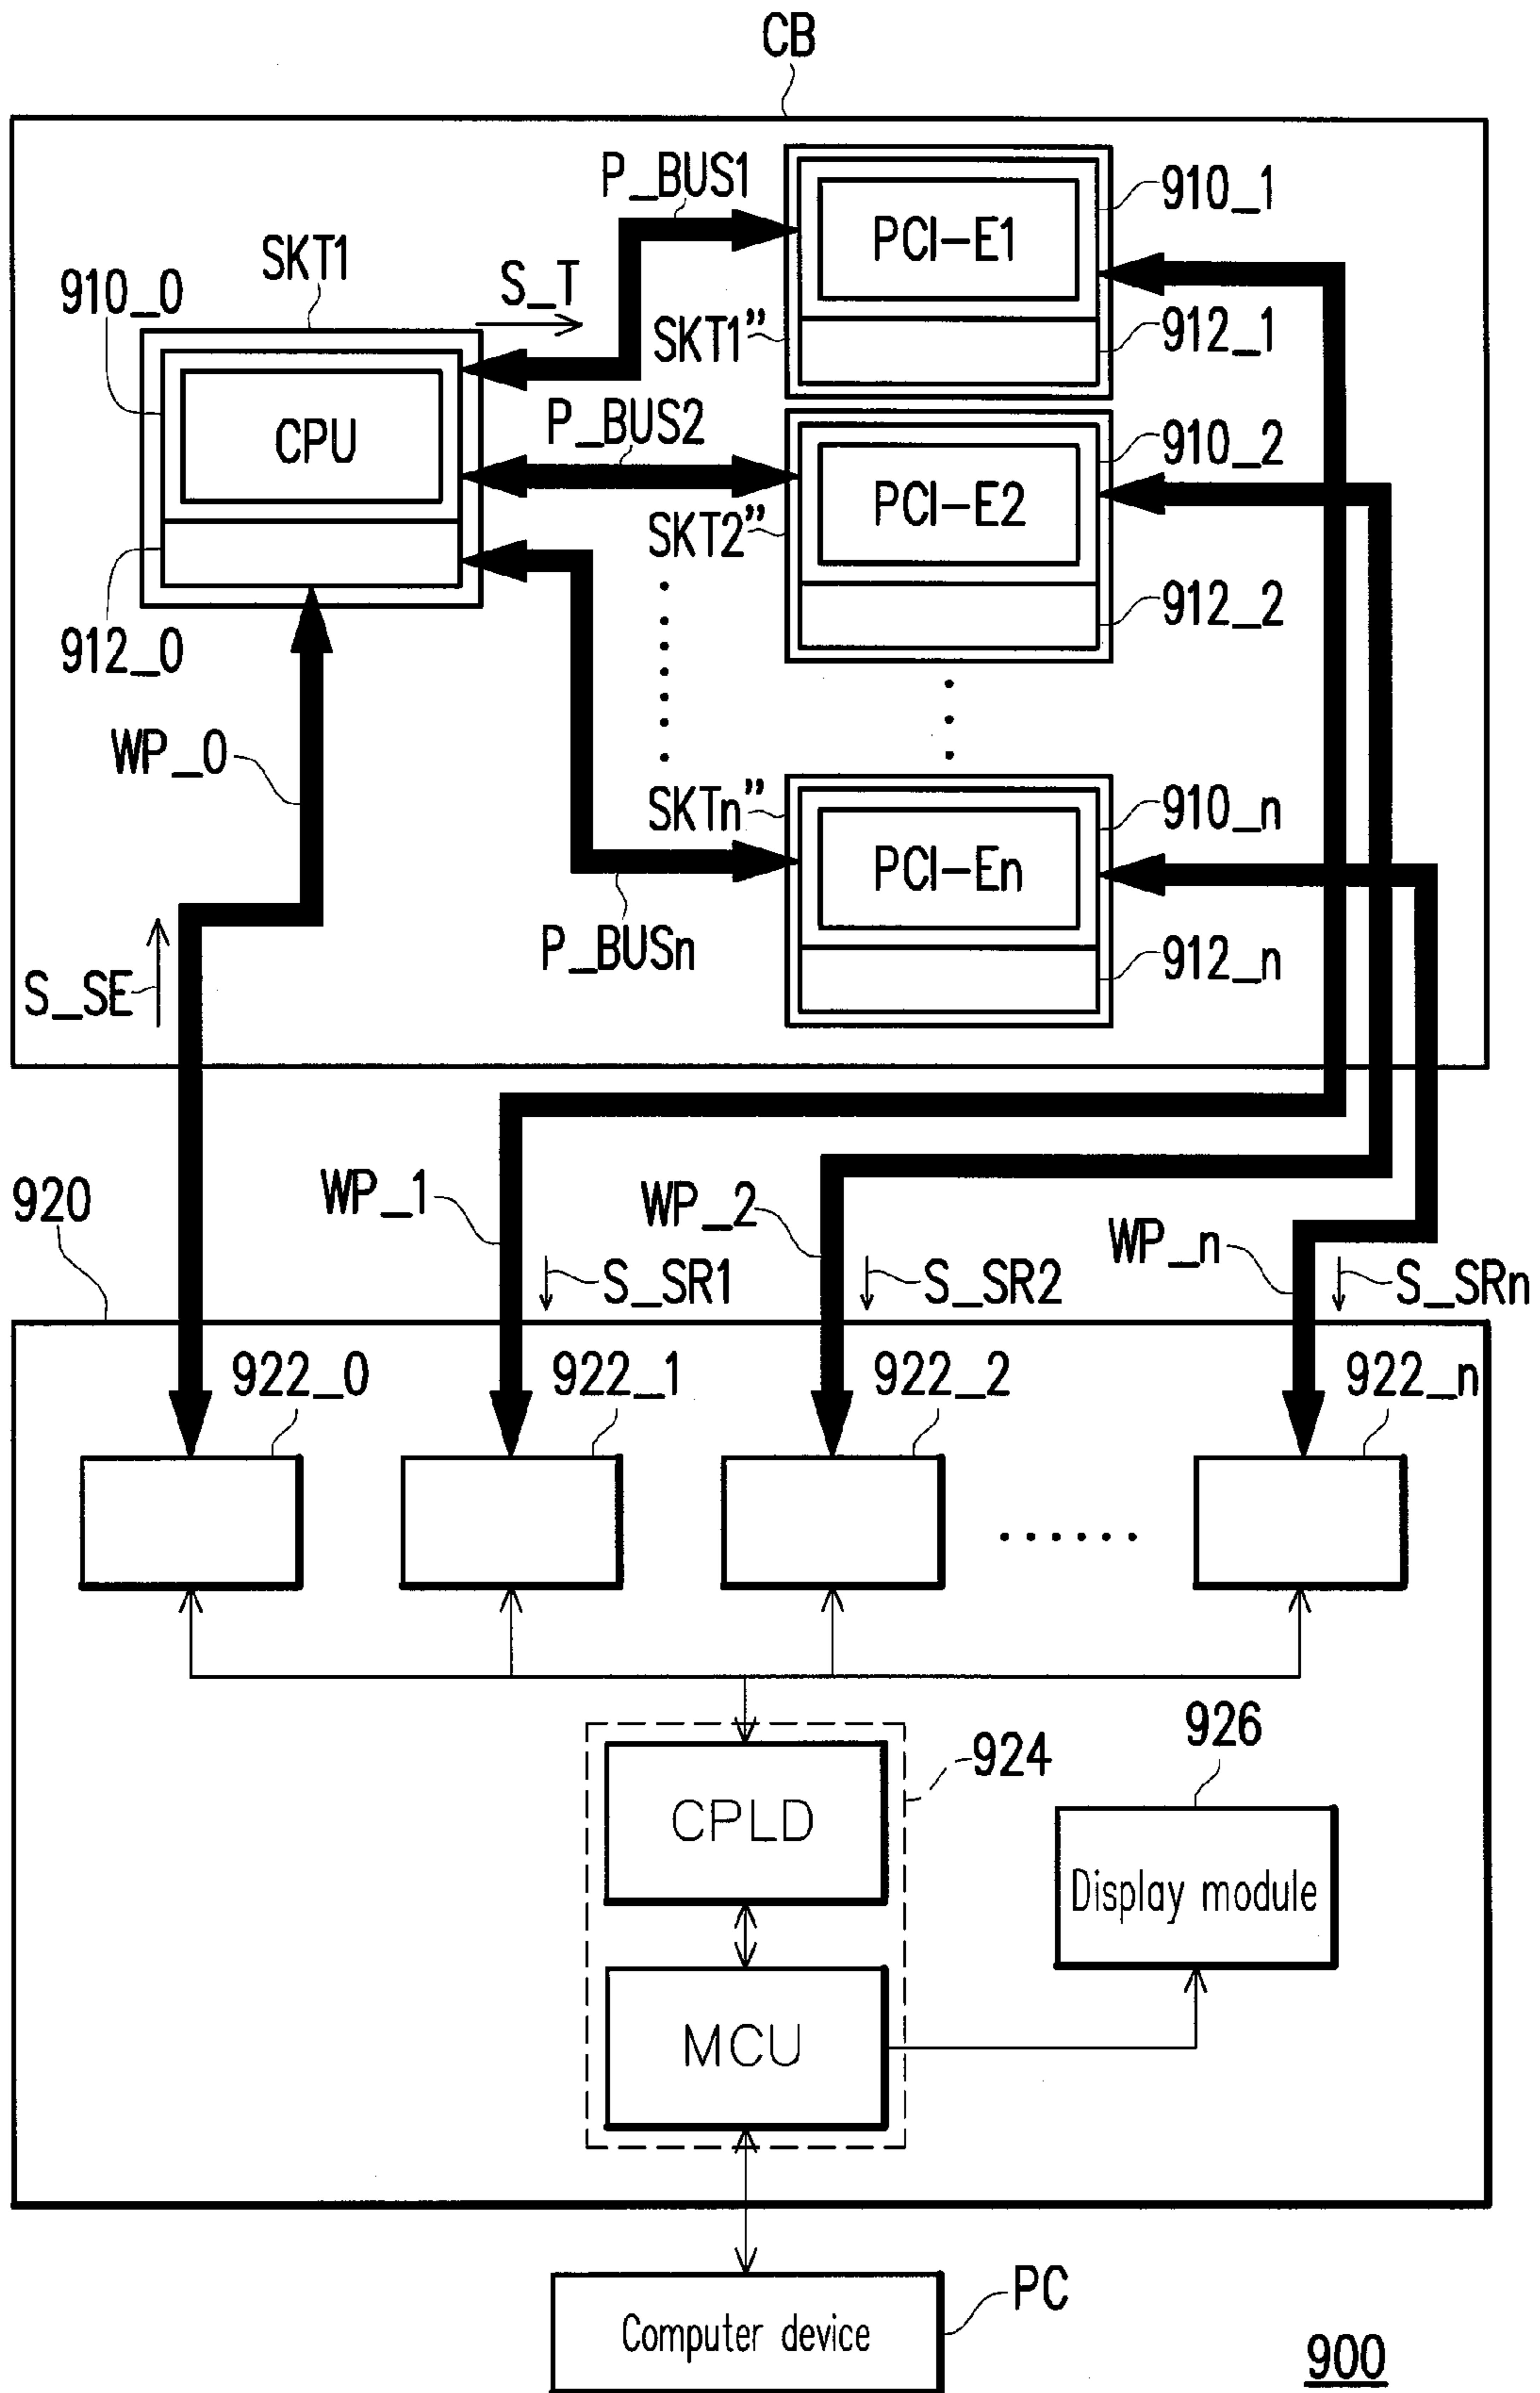 CB
P_BUS1
910_1
PCI-E1
SKT1
S_T
910_0
SKT1”
912_1
CPU
P_BUS2
910_2
PCI-E2
SKT2”
912_2
912_0
WP_0
SKTn”
910_n
PCI-En
P_BUSn
912_n
S_SE
920
WP_1
WP_2
WP_n
S_SR1
S_SR2
S_SRn
922_0
922_1
922_2
922_n
926
924
CPLD
Display module
MCU
PC
Computer device
900